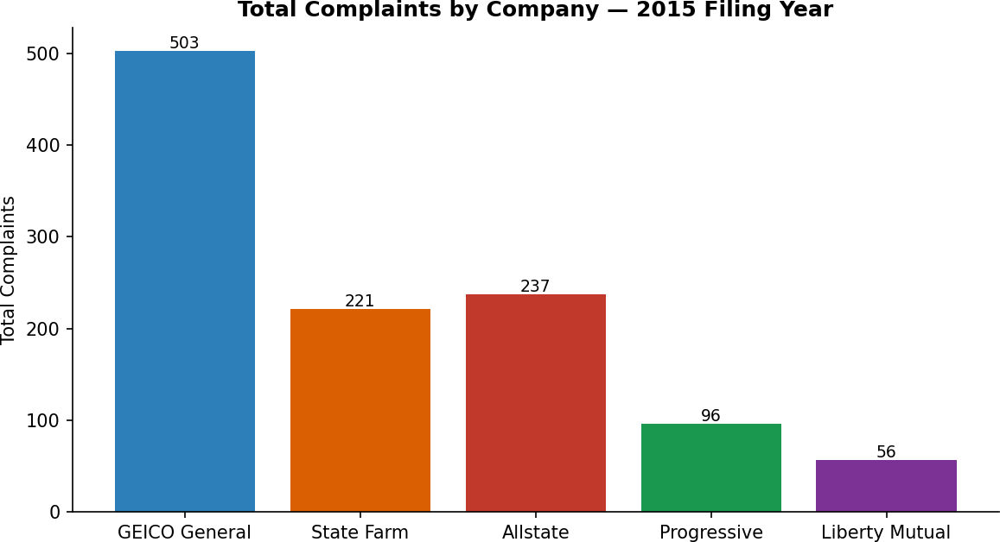 Total Complaints by Company — 2015 Filing Year
Total Complaints
500
400
300
200
100
0
503
221
237
96
56
GEICO General
State Farm
Allstate
Progressive
Liberty Mutual